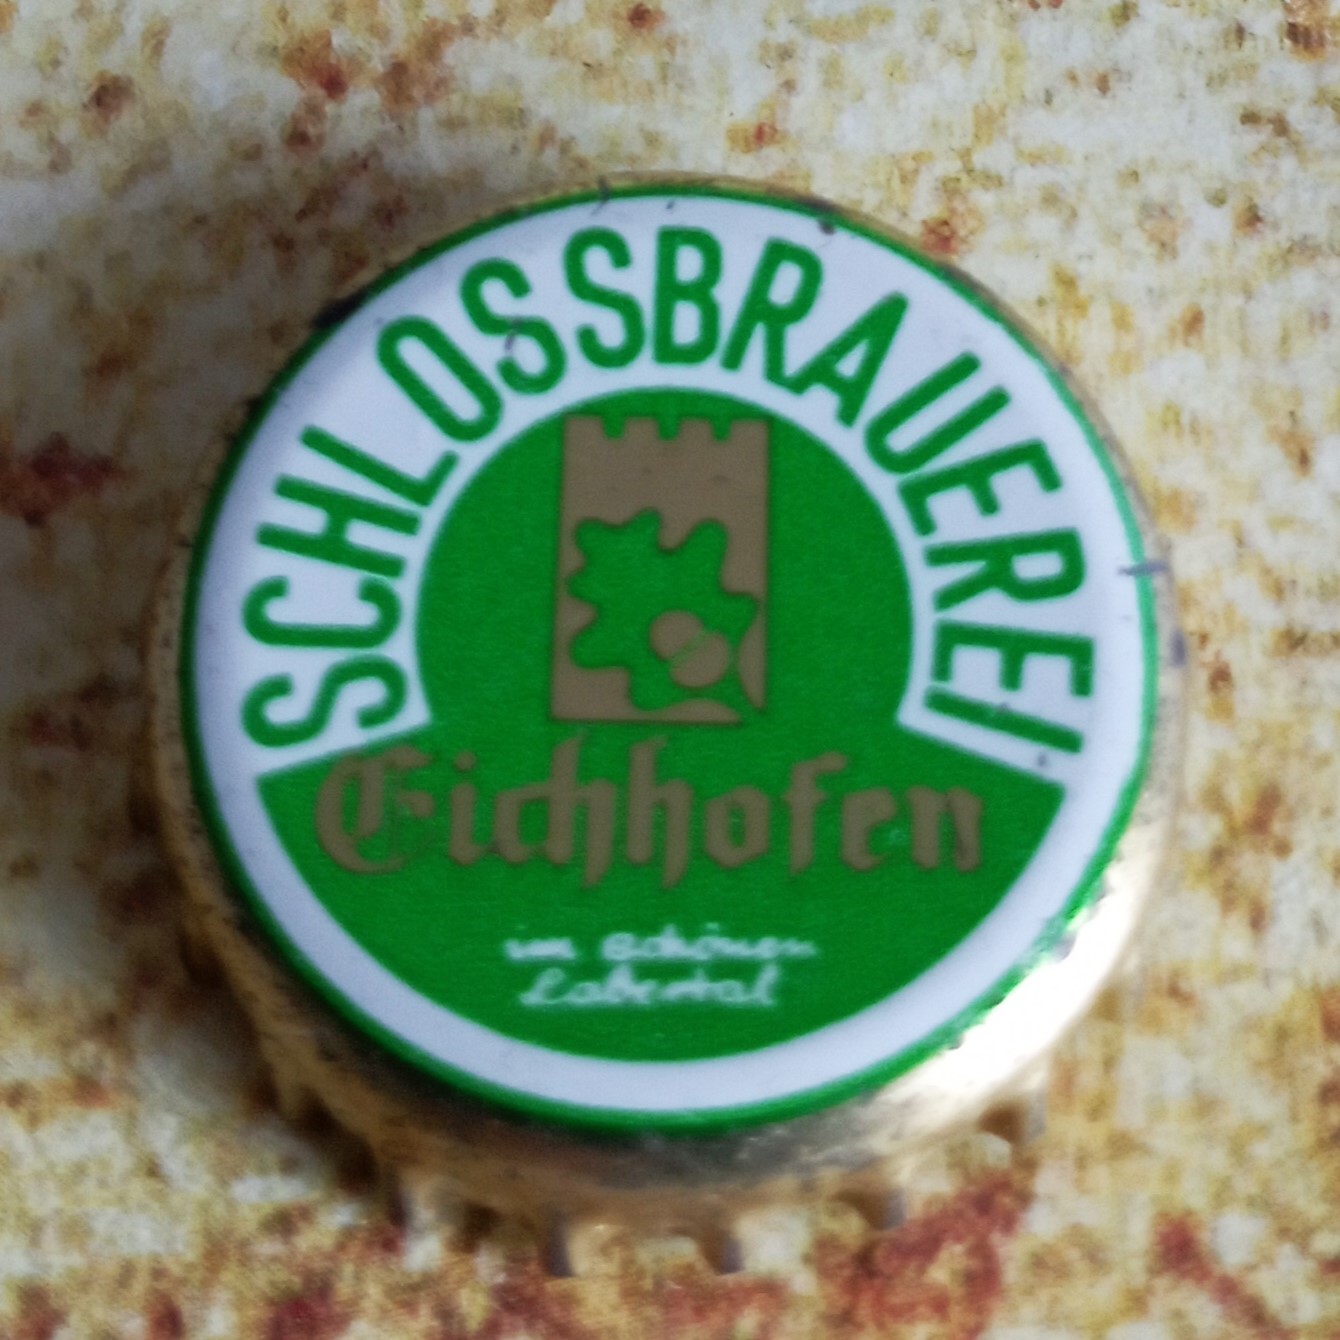 SCHLOSSBRAUEREI
Eichhofen
im schönen
Labertal